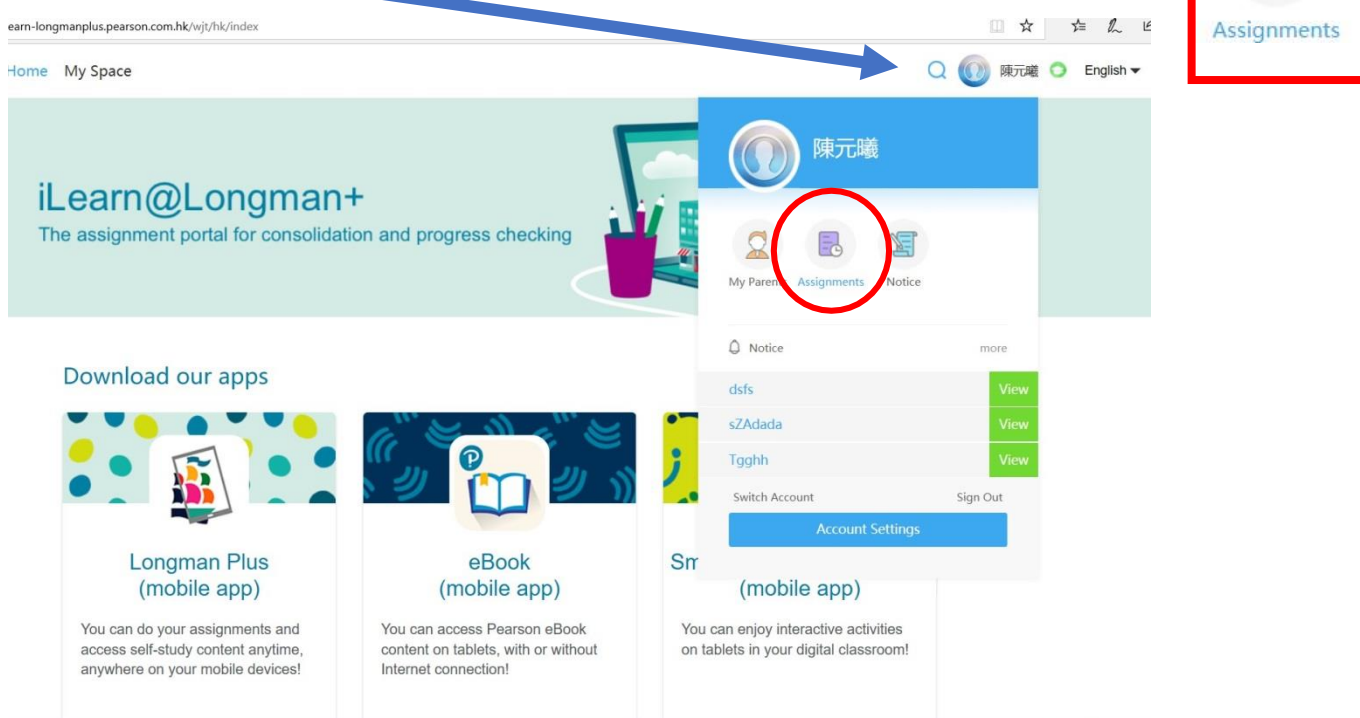 earn-longmanplus.pearson.com.hk/wjt/hk/index
Assignments
Home My Space
陳元曦
English
陳元曦
iLearn@Longman+
The assignment portal for consolidation and progress checking
My Parent Assignments Notice
Notice more
dsfs View
sZAdada View
Tgghh View
Switch Account Sign Out
Account Settings
Download our apps
Longman Plus
(mobile app)
You can do your assignments and
access self-study content anytime,
anywhere on your mobile devices!
eBook
(mobile app)
You can access Pearson eBook
content on tablets, with or without
Internet connection!
Sm
(mobile app)
You can enjoy interactive activities
on tablets in your digital classroom!